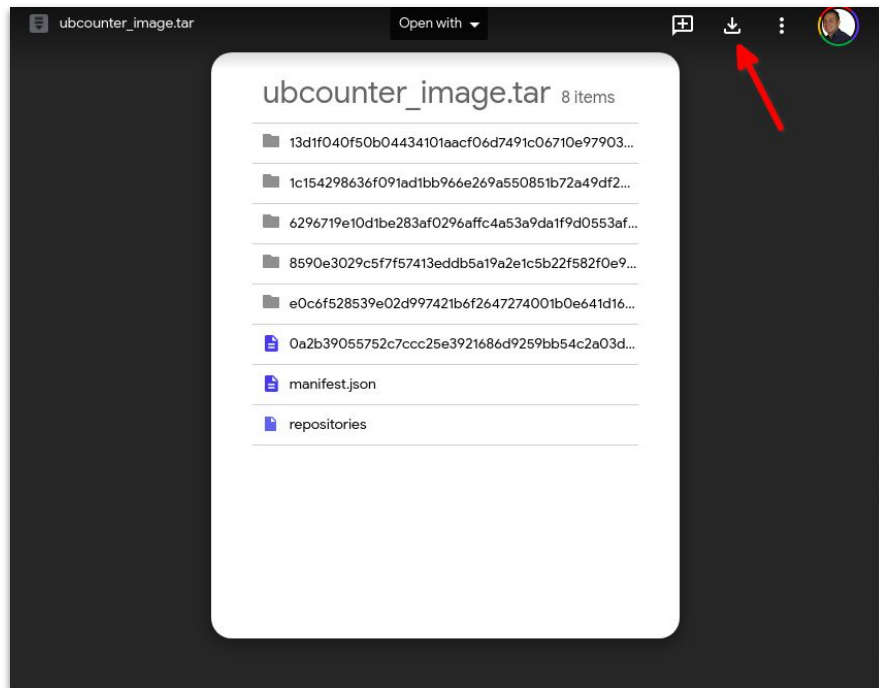 ubcounter_image.tar
Open with
ubcounter_image.tar 8 items
13d1f040f50b04434101aacf06d7491c06710e97903...
1c154298636f091ad1bb966e269a550851b72a49df2...
6296719e10d1be283af0296affc4a53a9da1f9d0553af...
8590e3029c5f7f57413eddb5a19a2e1c5b22f582f0e9...
e0c6f528539e02d997421b6f2647274001b0e641d16...
0a2b39055752c7ccc25e3921686d9259bb54c2a03d...
manifest.json
repositories